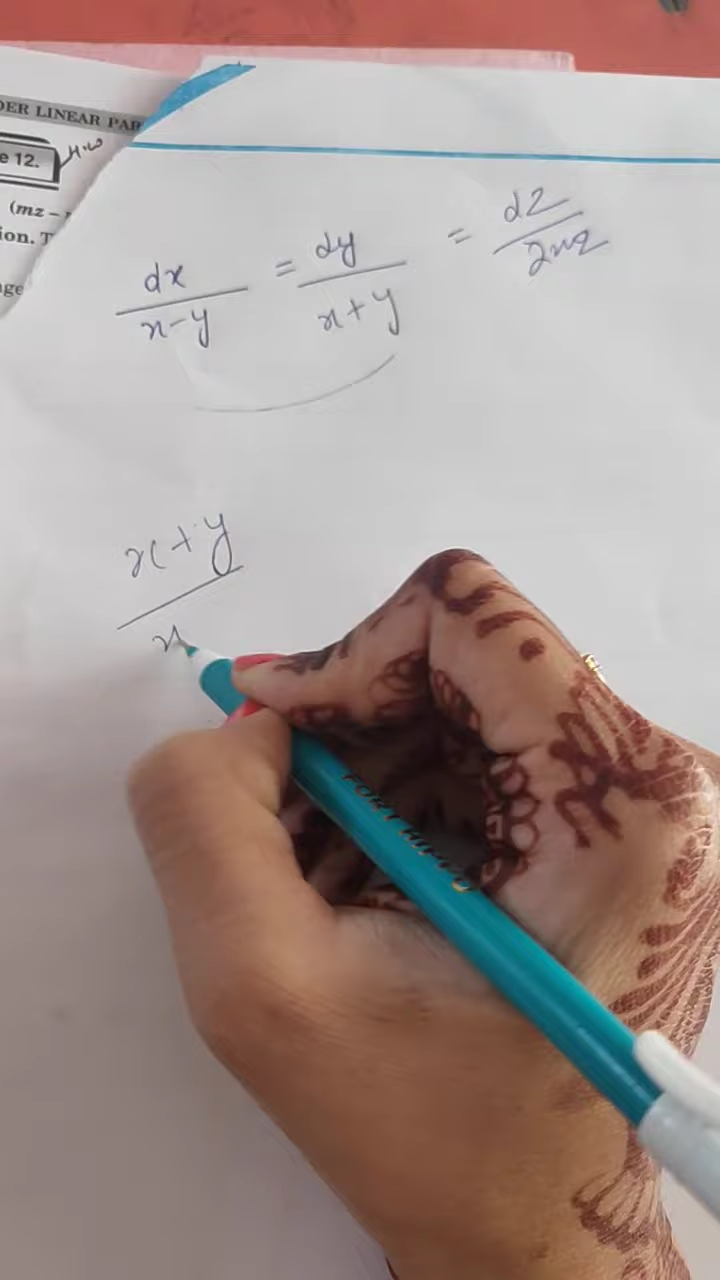 DER LINEAR PAR
e 12.
H.W
(mz –
ion. T
age
dx/x-y = dy/x+y = dz/2xz
x+y/x